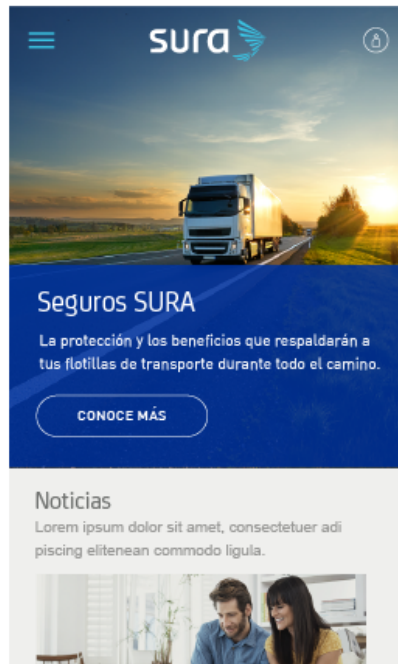 sura
Seguros SURA
La protección y los beneficios que respaldarán a
tus flotillas de transporte durante todo el camino.
CONOCE MÁS
Noticias
Lorem ipsum dolor sit amet, consectetuer adi
piscing elitenean commodo ligula.